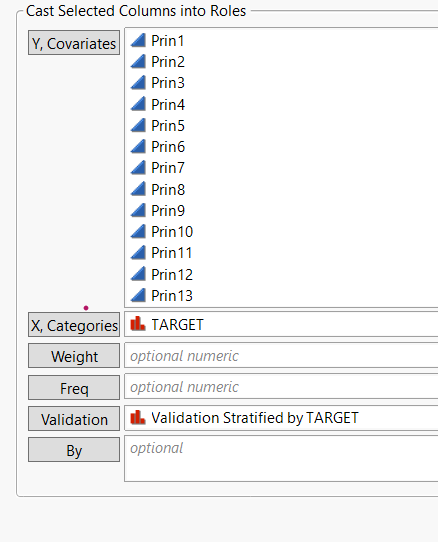 Cast Selected Columns into Roles
Y, Covariates
Prin1
Prin2
Prin3
Prin4
Prin5
Prin6
Prin7
Prin8
Prin9
Prin10
Prin11
Prin12
Prin13
X, Categories TARGET
Weight optional numeric
Freq optional numeric
Validation Validation Stratified by TARGET
By optional